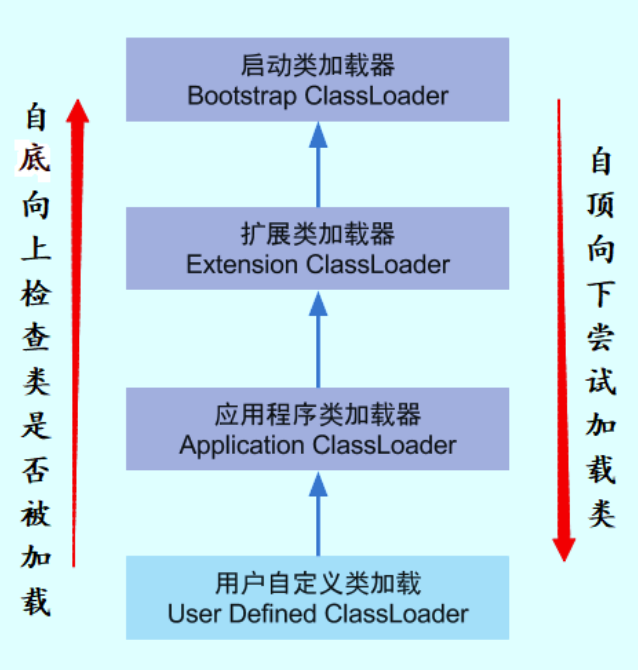 启动类加载器
Bootstrap ClassLoader
自底向上检查类是否被加载
自顶向下尝试加载类
扩展类加载器
Extension ClassLoader
应用程序类加载器
Application ClassLoader
用户自定义类加载
User Defined ClassLoader